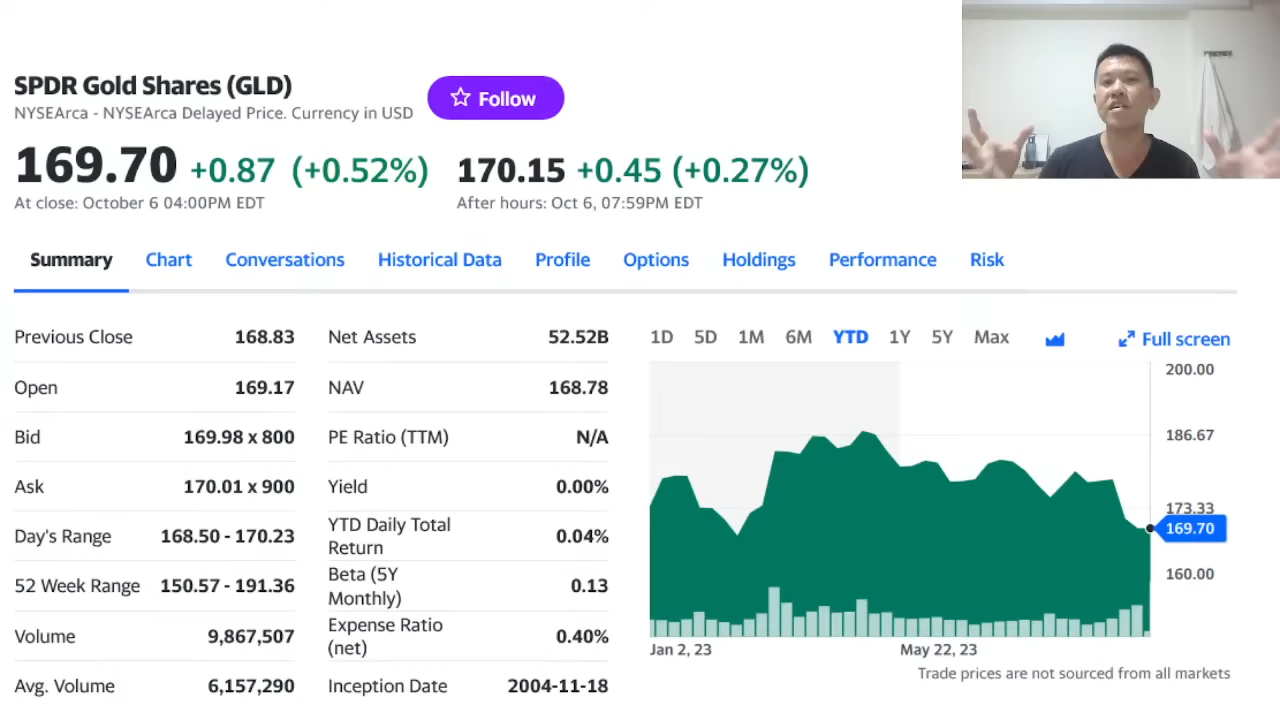 SPDR Gold Shares (GLD)
Follow
NYSEArca - NYSEArca Delayed Price. Currency in USD
169.70 +0.87 (+0.52%) 170.15 +0.45 (+0.27%)
At close: October 6 04:00PM EDT After hours: Oct 6, 07:59PM EDT
Summary Chart Conversations Historical Data Profile Options Holdings Performance Risk
Previous Close 168.83
Open 169.17
Bid 169.98 x 800
Ask 170.01 x 900
Day's Range 168.50 - 170.23
52 Week Range 150.57 - 191.36
Volume 9,867,507
Avg. Volume 6,157,290
Net Assets 52.52B
NAV 168.78
PE Ratio (TTM) N/A
Yield 0.00%
YTD Daily Total
Return 0.04%
Beta (5Y
Monthly) 0.13
Expense Ratio
(net) 0.40%
Inception Date 2004-11-18
1D 5D 1M 6M YTD 1Y 5Y Max Full screen
200.00
186.67
173.33
169.70
160.00
Jan 2, 23 May 22, 23
Trade prices are not sourced from all markets